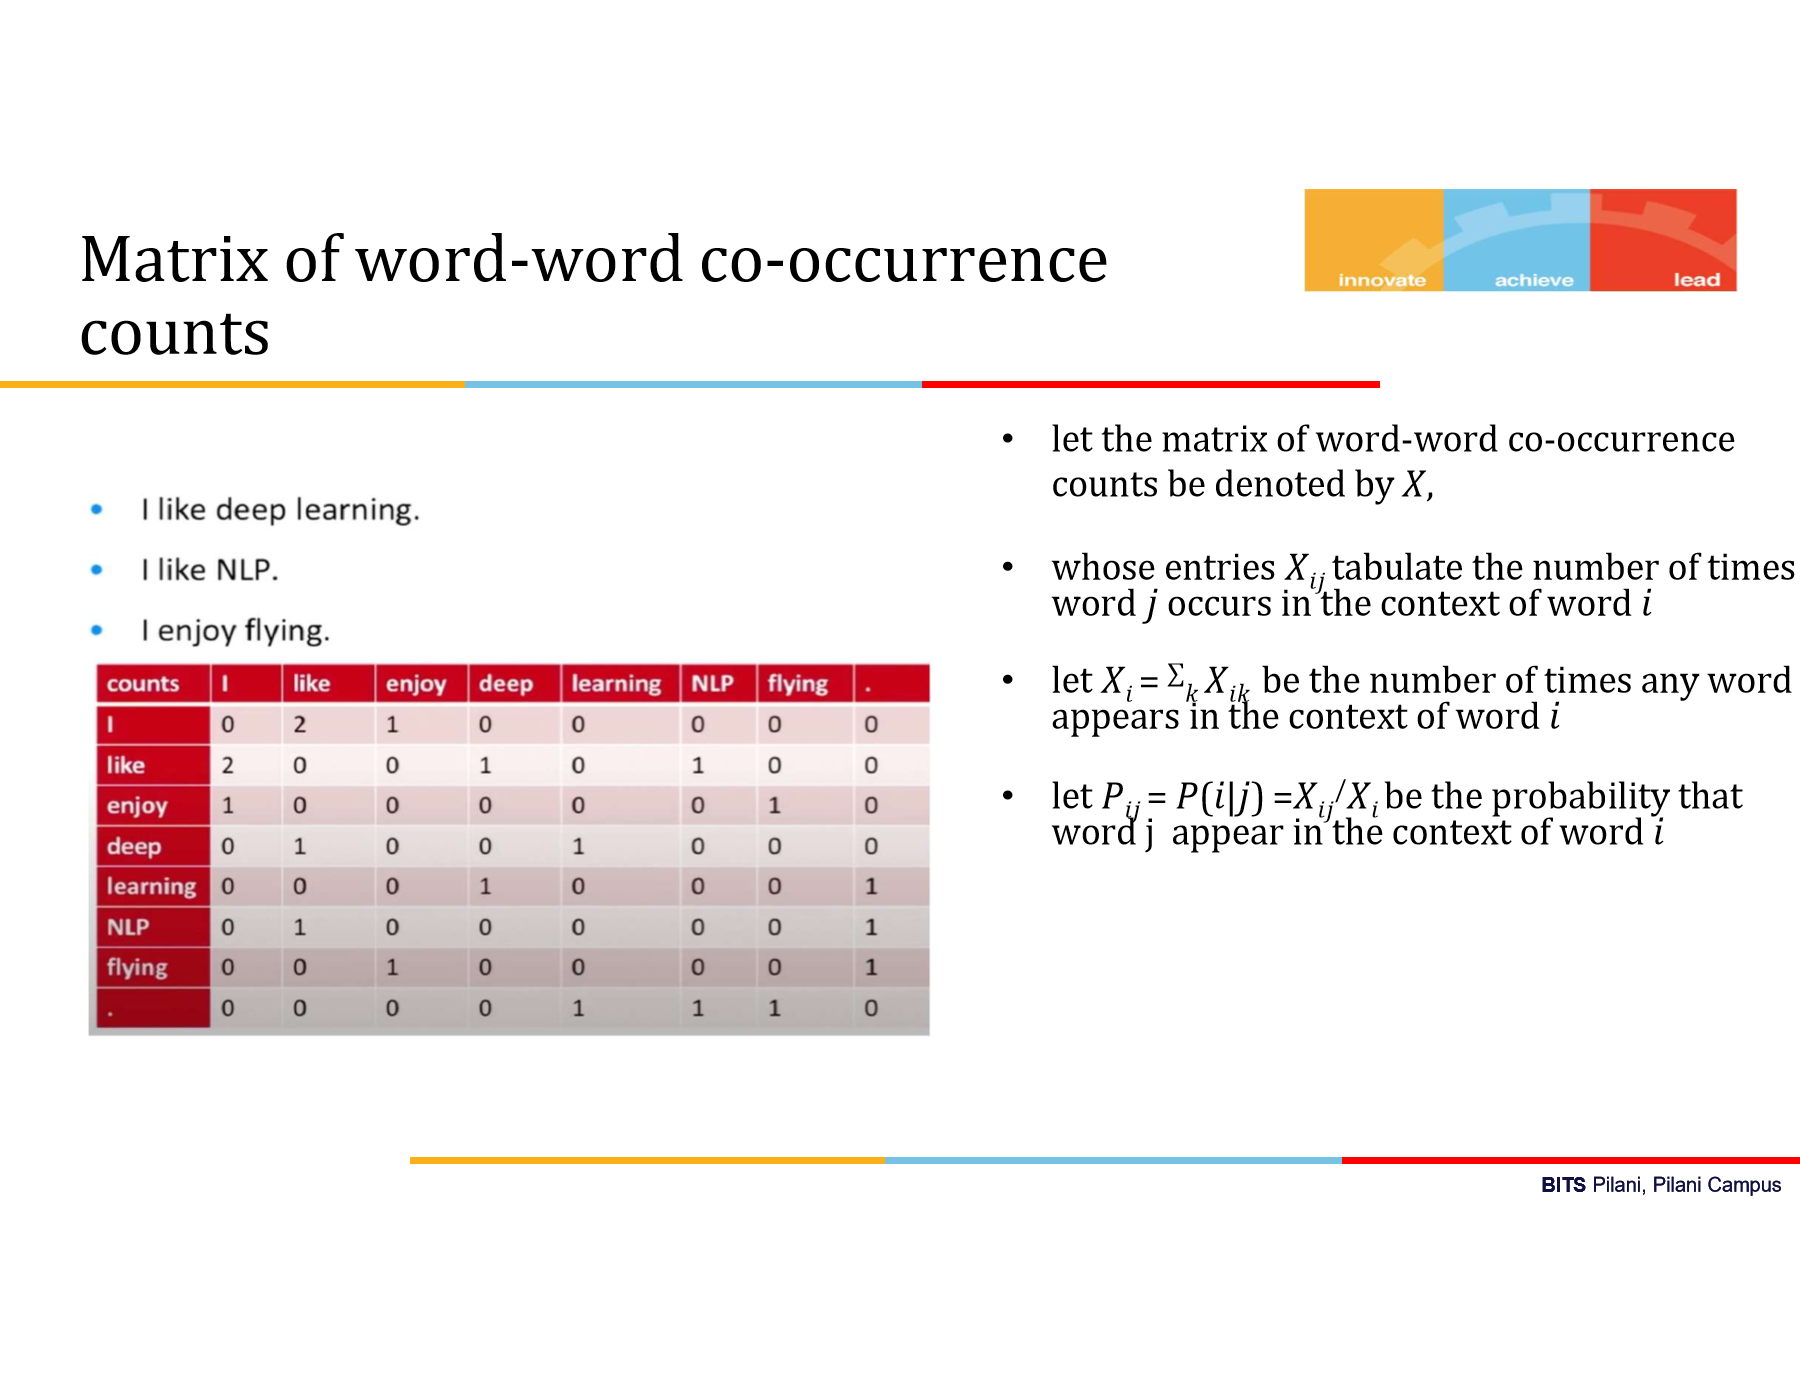 innovate achieve lead
Matrix of word-word co-occurrence
counts
• I like deep learning.
• I like NLP.
• I enjoy flying.
counts I like enjoy deep learning NLP flying .
I 0 2 1 0 0 0 0 0
like 2 0 0 1 0 1 0 0
enjoy 1 0 0 0 0 0 1 0
deep 0 1 0 0 1 0 0 0
learning 0 0 0 1 0 0 0 1
NLP 0 1 0 0 0 0 0 1
flying 0 0 1 0 0 0 0 1
. 0 0 0 0 1 1 1 0
• let the matrix of word-word co-occurrence
counts be denoted by X,
• whose entries Xij tabulate the number of times
word j occurs in the context of word i
• let Xi = Σk Xik be the number of times any word
appears in the context of word i
• let Pij = P(i|j) =Xij/Xi be the probability that
word j appear in the context of word i
BITS Pilani, Pilani Campus